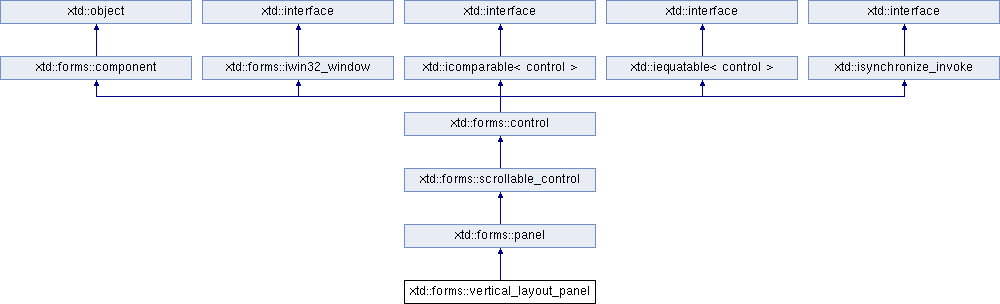 xtd::object
xtd::interface
xtd::interface
xtd::interface
xtd::interface
xtd::forms::component
xtd::forms::iwin32_window
xtd::icomparable< control >
xtd::iequatable< control >
xtd::isynchronize_invoke
xtd::forms::control
xtd::forms::scrollable_control
xtd::forms::panel
xtd::forms::vertical_layout_panel